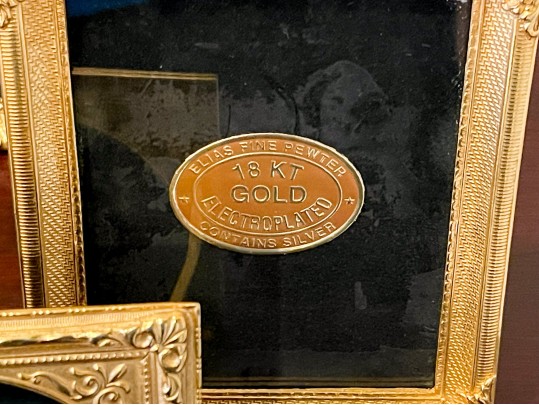 ELIAS FINE PEWTER
18 KT
GOLD
ELECTROPLATED
CONTAINS SILVER